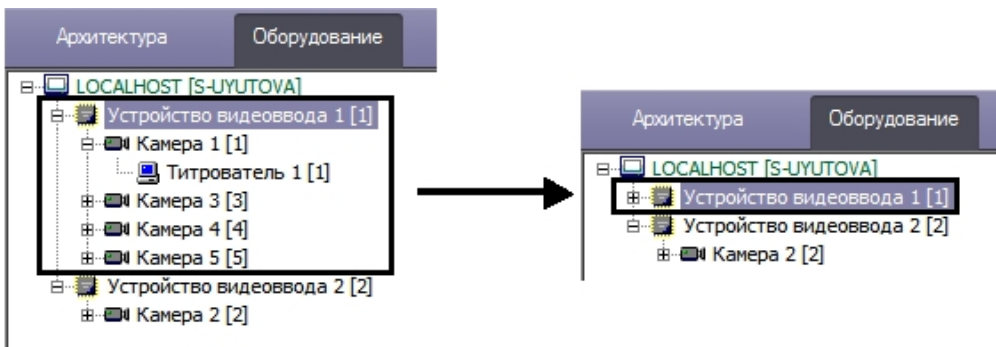 Архитектура Оборудование
LOCALHOST [S-UYUTOVA]
Устройство видеоввода 1 [1]
Камера 1 [1]
Титрователь 1 [1]
Камера 3 [3]
Камера 4 [4]
Камера 5 [5]
Устройство видеоввода 2 [2]
Камера 2 [2]
Архитектура Оборудование
LOCALHOST [S-UYUTOVA]
Устройство видеоввода 1 [1]
Устройство видеоввода 2 [2]
Камера 2 [2]